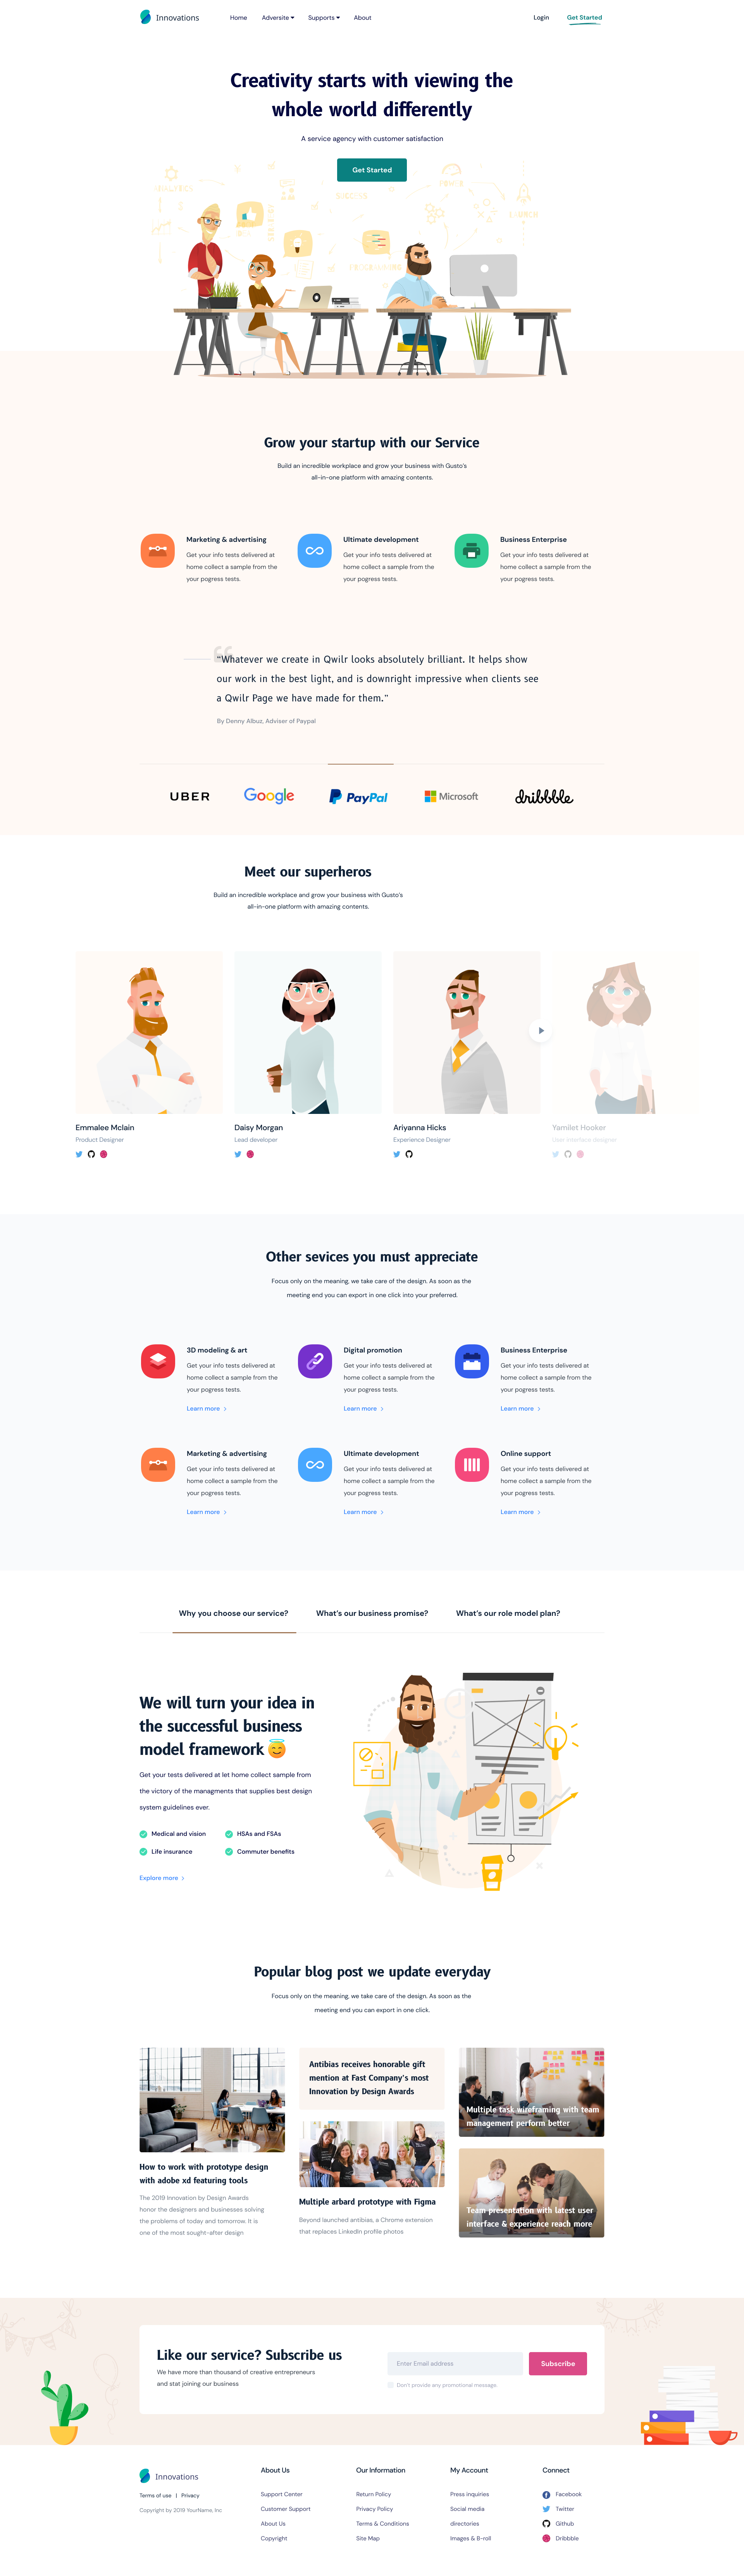 Innovations
Home
Adversite
Supports
About
Login
Get Started
Creativity starts with viewing the
whole world differently
A service agency with customer satisfaction
Get Started
SUCCESS
LAUNCH
Grow your startup with our Service
Build an incredible workplace and grow your business with Gusto's
all-in-one platform with amazing contents.
Marketing & advertising
Get your info tests delivered at
home collect a sample from the
your pogress tests.
Ultimate development
Get your info tests delivered at
home collect a sample from the
your pogress tests.
Business Enterprise
Get your info tests delivered at
home collect a sample from the
your pogress tests.
"Whatever we create in Qwilr looks absolutely brilliant. It helps show
our work in the best light, and is downright impressive when clients see
a Qwilr Page we have made for them."
By Denny Albuz, Adviser of Paypal
UBER
Google
PayPal
Microsoft
dribbble
Meet our superheros
Build an incredible workplace and grow your business with Gusto's
all-in-one platform with amazing contents.
Emmalee Mclain
Product Designer
Daisy Morgan
Lead developer
Ariyanna Hicks
Experience Designer
Yamilet Hooker
User interface designer
Other sevices you must appreciate
Focus only on the meaning, we take care of the design. As soon as the
meeting end you can export in one click into your preferred.
3D modeling & art
Get your info tests delivered at
home collect a sample from the
your pogress tests.
Learn more
Digital promotion
Get your info tests delivered at
home collect a sample from the
your pogress tests.
Learn more
Business Enterprise
Get your info tests delivered at
home collect a sample from the
your pogress tests.
Learn more
Marketing & advertising
Get your info tests delivered at
home collect a sample from the
your pogress tests.
Learn more
Ultimate development
Get your info tests delivered at
home collect a sample from the
your pogress tests.
Learn more
Online support
Get your info tests delivered at
home collect a sample from the
your pogress tests.
Learn more
Why you choose our service?
What's our business promise?
What's our role model plan?
We will turn your idea in
the successful business
model framework 😇
Get your tests delivered at let home collect sample from
the victory of the managments that supplies best design
system guidelines ever.
Medical and vision
HSAs and FSAs
Life insurance
Commuter benefits
Explore more
Popular blog post we update everyday
Focus only on the meaning, we take care of the design. As soon as the
meeting end you can export in one click.
How to work with prototype design
with adobe xd featuring tools
The 2019 Innovation by Design Awards
honor the designers and businesses solving
the problems of today and tomorrow. It is
one of the most sought-after design
Antibias receives honorable gift
mention at Fast Company's most
Innovation by Design Awards
Multiple arbard prototype with Figma
Beyond launched antibias, a Chrome extension
that replaces LinkedIn profile photos
Multiple task wireframing with team
management perform better
Team presentation with latest user
interface & experience reach more
Like our service? Subscribe us
We have more than thousand of creative entrepreneurs
and stat joining our business
Enter Email address
Subscribe
Don't provide any promotional message.
Innovations
Terms of use | Privacy
Copyright by 2019 YourName, Inc
About Us
Support Center
Customer Support
About Us
Copyright
Our Information
Return Policy
Privacy Policy
Terms & Conditions
Site Map
My Account
Press inquiries
Social media
directories
Images & B-roll
Connect
Facebook
Twitter
Github
Dribbble